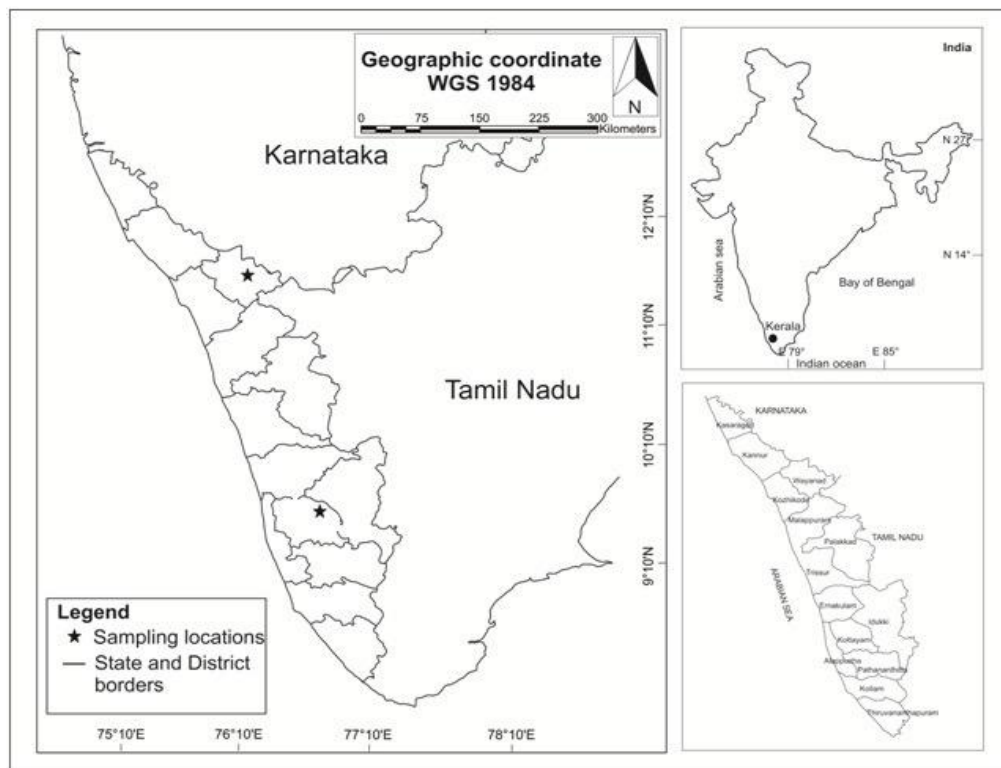 Geographic coordinate
WGS 1984
N
0 75 150 225 300
Kilometers
Karnataka
Tamil Nadu
12°10'N
11°10'N
10°10'N
9°10'N
Legend
Sampling locations
State and District
borders
75°10'E 76°10'E 77°10'E 78°10'E
India
N 27°
N 14°
Arabian sea
Bay of Bengal
Kerala
E 79° E 85°
Indian ocean
KARNATAKA
Kasaragod
Kannur
Wayanad
Kozhikode
Malappuram
Palakkad
TAMIL NADU
Trissur
ARABIAN SEA
Ernakulam
Idukki
Kottayam
Alappuzha
Pathanamthitta
Kollam
Thiruvananthapuram